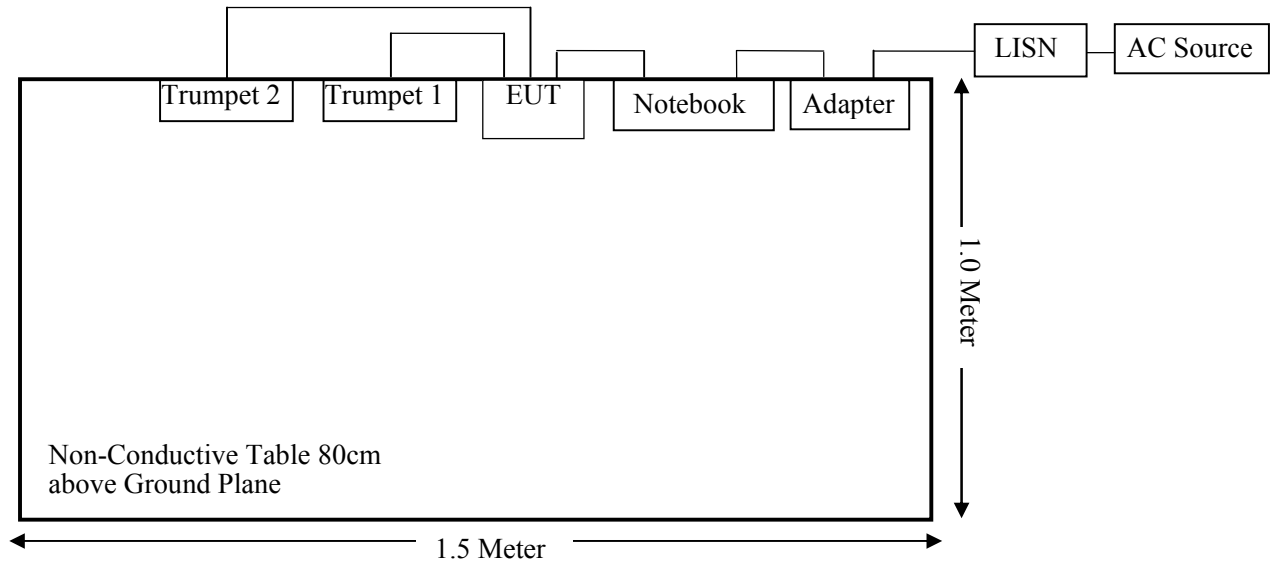 LISN
AC Source
Trumpet 2
Trumpet 1
EUT
Notebook
Adapter
1.0 Meter
Non-Conductive Table 80cm
above Ground Plane
1.5 Meter